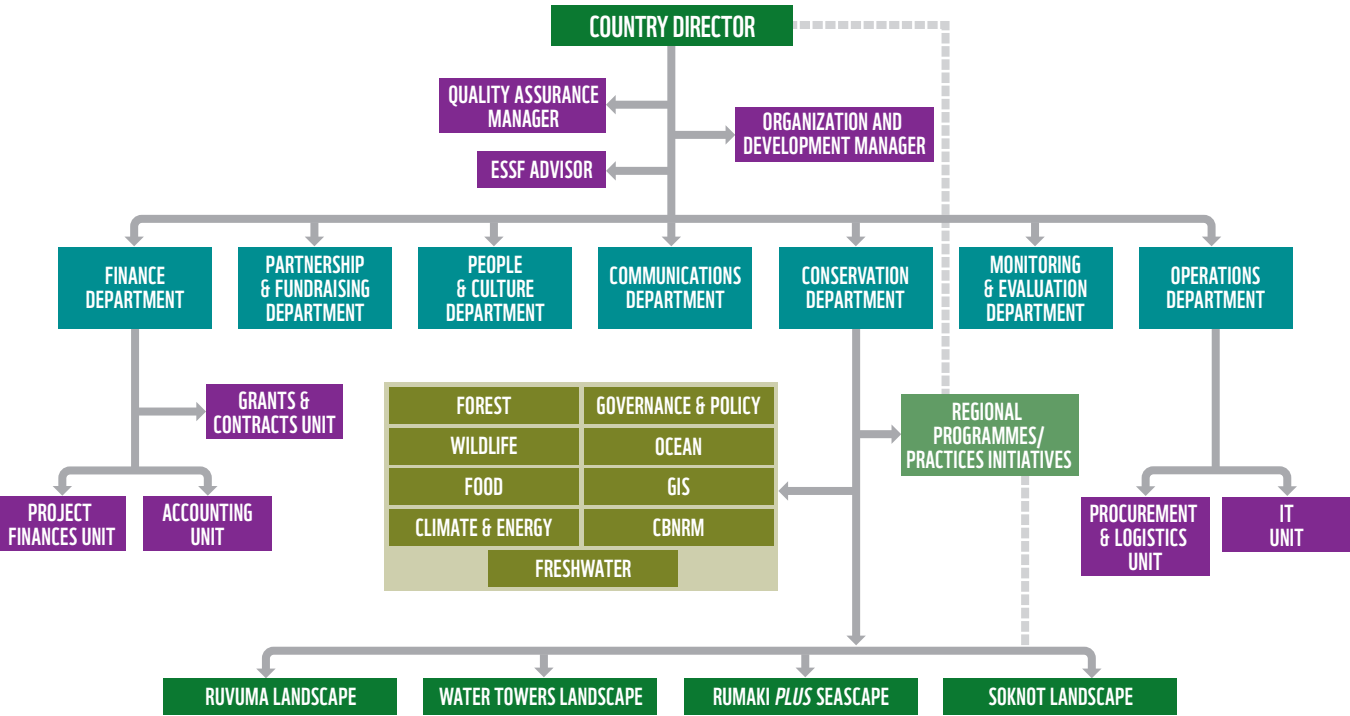 COUNTRY DIRECTOR
QUALITY ASSURANCE
MANAGER
ORGANIZATION AND
DEVELOPMENT MANAGER
ESSF ADVISOR
FINANCE
DEPARTMENT
PARTNERSHIP
& FUNDRAISING
DEPARTMENT
PEOPLE
& CULTURE
DEPARTMENT
COMMUNICATIONS
DEPARTMENT
CONSERVATION
DEPARTMENT
MONITORING
& EVALUATION
DEPARTMENT
OPERATIONS
DEPARTMENT
GRANTS &
CONTRACTS UNIT
PROJECT
FINANCES UNIT
ACCOUNTING
UNIT
FOREST
GOVERNANCE & POLICY
WILDLIFE
OCEAN
FOOD
GIS
CLIMATE & ENERGY
CBNRM
FRESHWATER
REGIONAL
PROGRAMMES/
PRACTICES INITIATIVES
PROCUREMENT
& LOGISTICS
UNIT
IT
UNIT
RUVUMA LANDSCAPE
WATER TOWERS LANDSCAPE
RUMAKI PLUS SEASCAPE
SOKNOT LANDSCAPE